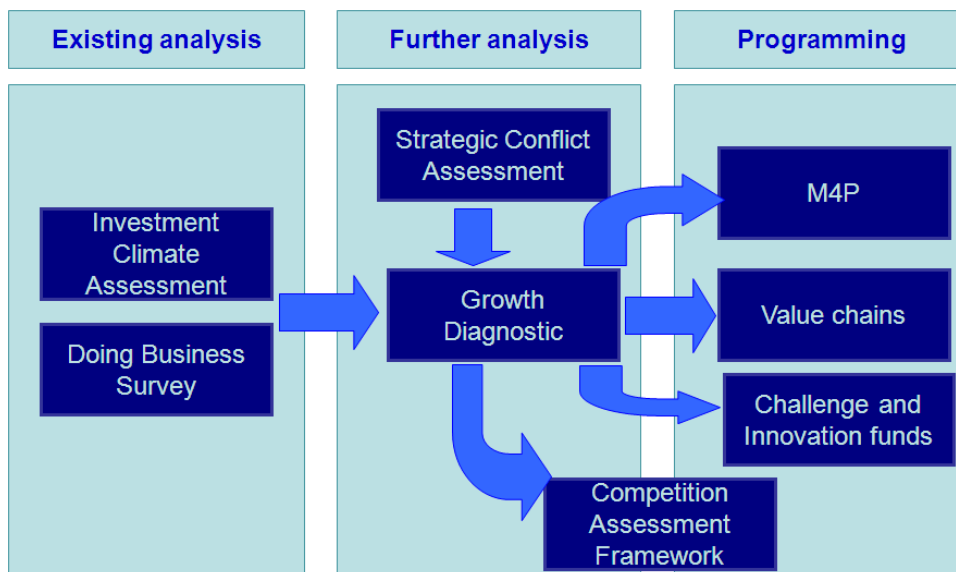 Existing analysis
Further analysis
Programming
Investment
Climate
Assessment
Doing Business
Survey
Strategic Conflict
Assessment
Growth
Diagnostic
Competition
Assessment
Framework
M4P
Value chains
Challenge and
Innovation funds